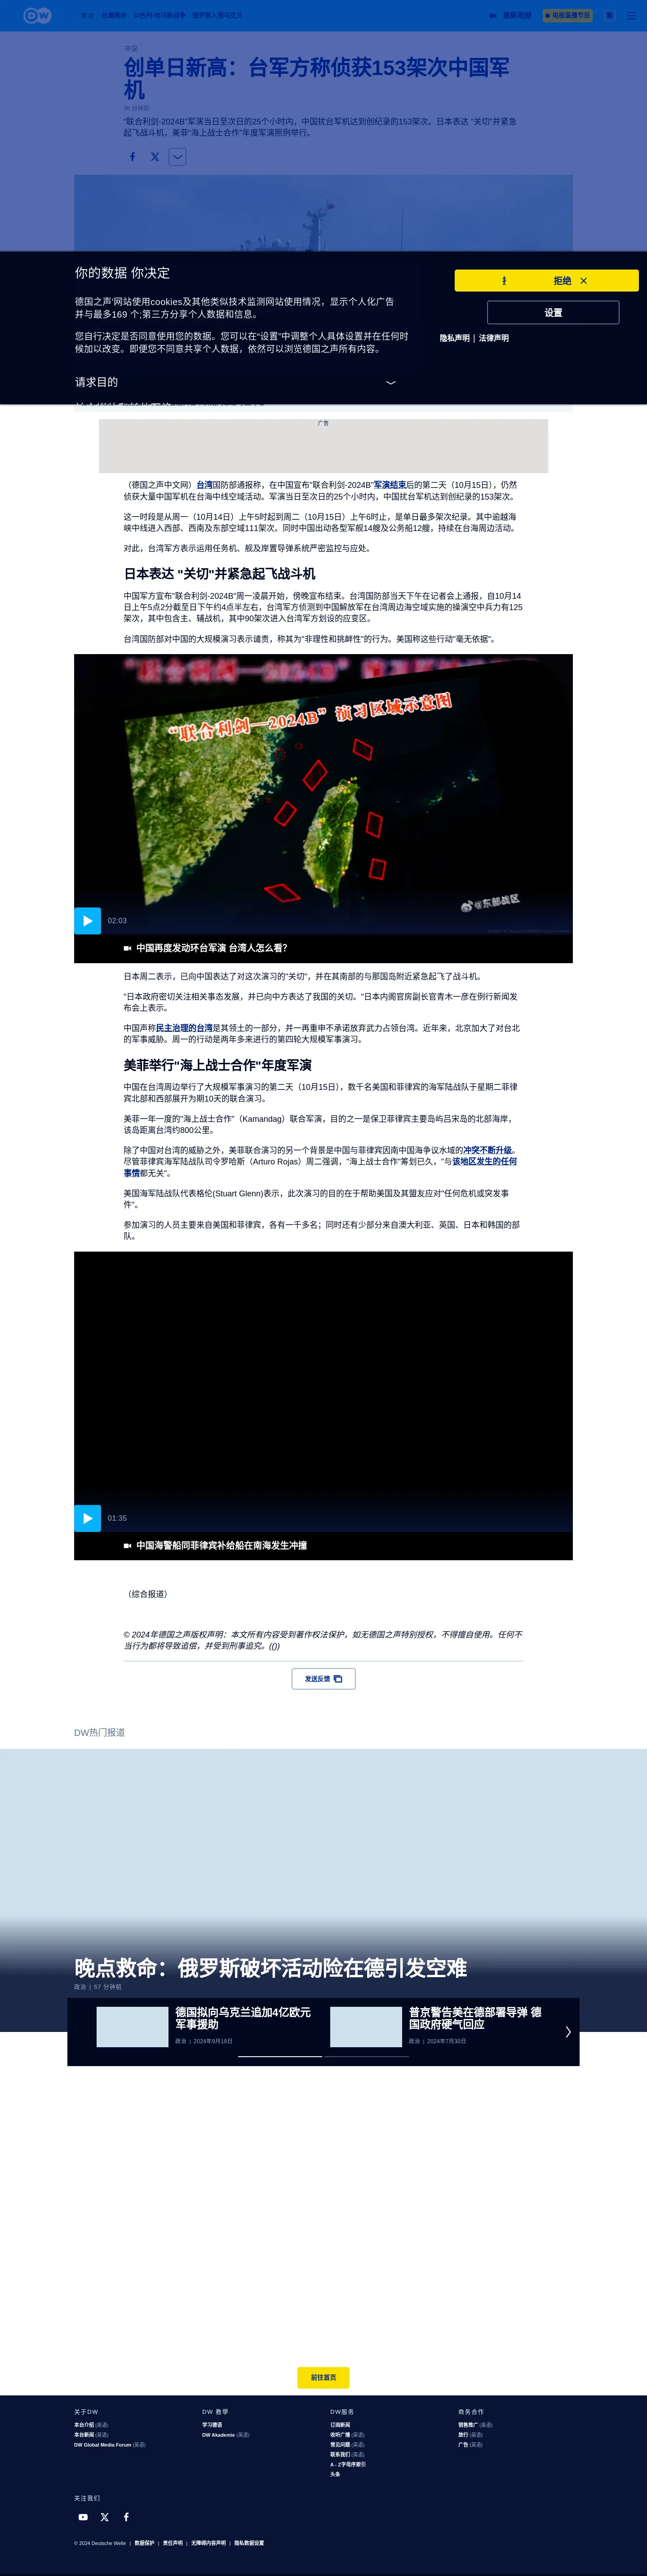 DW
焦点
台湾阅兵
以色列-哈马斯战争
俄罗斯入侵乌克兰
最新视频
电视直播节目
繁
冲突
创单日新高：台军方称侦获153架次中国军
机
36 分钟前
“联合利剑-2024B”军演当日至次日的25个小时内，中国扰台军机达到创纪录的153架次。日本表达 “关切”并紧急
起飞战斗机，美菲“海上战士合作”年度军演照例举行。
你的数据 你决定
德国之声'网站使用cookies及其他类似技术监测网站使用情况，显示个人化广告
并与最多169 个;第三方分享个人数据和信息。
您自行决定是否同意使用您的数据。您可以在“设置”中调整个人具体设置并在任何时
候加以改变。即便您不同意共享个人数据，依然可以浏览德国之声所有内容。
请求目的
拒绝
设置
隐私声明 | 法律声明
广告
（德国之声中文网）台湾国防部通报称，在中国宣布"联合利剑-2024B"军演结束后的第二天（10月15日），仍然
侦获大量中国军机在台海中线空域活动。军演当日至次日的25个小时内，中国扰台军机达到创纪录的153架次。
这一时段是从周一（10月14日）上午5时起到周二（10月15日）上午6时止，是单日最多架次纪录。其中逾越海
峡中线进入西部、西南及东部空域111架次。同时中国出动各型军舰14艘及公务船12艘，持续在台海周边活动。
对此，台湾军方表示运用任务机、舰及岸置导弹系统严密监控与应处。
日本表达 "关切"并紧急起飞战斗机
中国军方宣布"联合利剑-2024B"周一凌晨开始，傍晚宣布结束。台湾国防部当天下午在记者会上通报，自10月14
日上午5点2分截至日下午约4点半左右，台湾军方侦测到中国解放军在台湾周边海空域实施的操演空中兵力有125
架次，其中包含主、辅战机，其中90架次进入台湾军方划设的应变区。
台湾国防部对中国的大规模演习表示谴责，称其为"非理性和挑衅性"的行为。美国称这些行动"毫无依据"。
“联合利剑—2024B”演习区域示意图
@东部战区
02:03
中国再度发动环台军演 台湾人怎么看?
日本周二表示，已向中国表达了对这次演习的"关切"，并在其南部的与那国岛附近紧急起飞了战斗机。
"日本政府密切关注相关事态发展，并已向中方表达了我国的关切。"日本内阁官房副长官青木一彦在例行新闻发
布会上表示。
中国声称民主治理的台湾是其领土的一部分，并一再重申不承诺放弃武力占领台湾。近年来，北京加大了对台北
的军事威胁。周一的行动是两年多来进行的第四轮大规模军事演习。
美菲举行"海上战士合作"年度军演
中国在台湾周边举行了大规模军事演习的第二天（10月15日），数千名美国和菲律宾的海军陆战队于星期二菲律
宾北部和西部展开为期10天的联合演习。
美菲一年一度的"海上战士合作"（Kamandag）联合军演，目的之一是保卫菲律宾主要岛屿吕宋岛的北部海岸，
该岛距离台湾约800公里。
除了中国对台湾的威胁之外，美菲联合演习的另一个背景是中国与菲律宾因南中国海争议水域的冲突不断升级。
尽管菲律宾海军陆战队司令罗哈斯（Arturo Rojas）周二强调，"海上战士合作"筹划已久，"与该地区发生的任何
事情都无关"。
美国海军陆战队代表格伦(Stuart Glenn)表示，此次演习的目的在于帮助美国及其盟友应对"任何危机或突发事
件"。
参加演习的人员主要来自美国和菲律宾，各有一千多名；同时还有少部分来自澳大利亚、英国、日本和韩国的部
队。
01:35
中国海警船同菲律宾补给船在南海发生冲撞
（综合报道）
© 2024年德国之声版权声明：本文所有内容受到著作权法保护，如无德国之声特别授权，不得擅自使用。任何不
当行为都将导致追偿，并受到刑事追究。(())
发送反馈
DW热门报道
晚点救命：俄罗斯破坏活动险在德引发空难
政治 | 57 分钟前
德国拟向乌克兰追加4亿欧元
军事援助
政治 | 2024年9月19日
普京警告美在德部署导弹 德
国政府硬气回应
政治 | 2024年7月30日
前往首页
关于DW
本台介绍 (英语)
本台新闻 (英语)
DW Global Media Forum (英语)
DW 教学
学习德语
DW Akademie (英语)
DW服务
订阅新闻
收听广播 (英语)
常见问题 (英语)
联系我们 (英语)
A - Z字母序索引
头条
商务合作
销售推广 (英语)
旅行 (英语)
广告 (英语)
关注我们
© 2024 Deutsche Welle | 数据保护 | 责任声明 | 无障碍内容声明 | 隐私数据设置